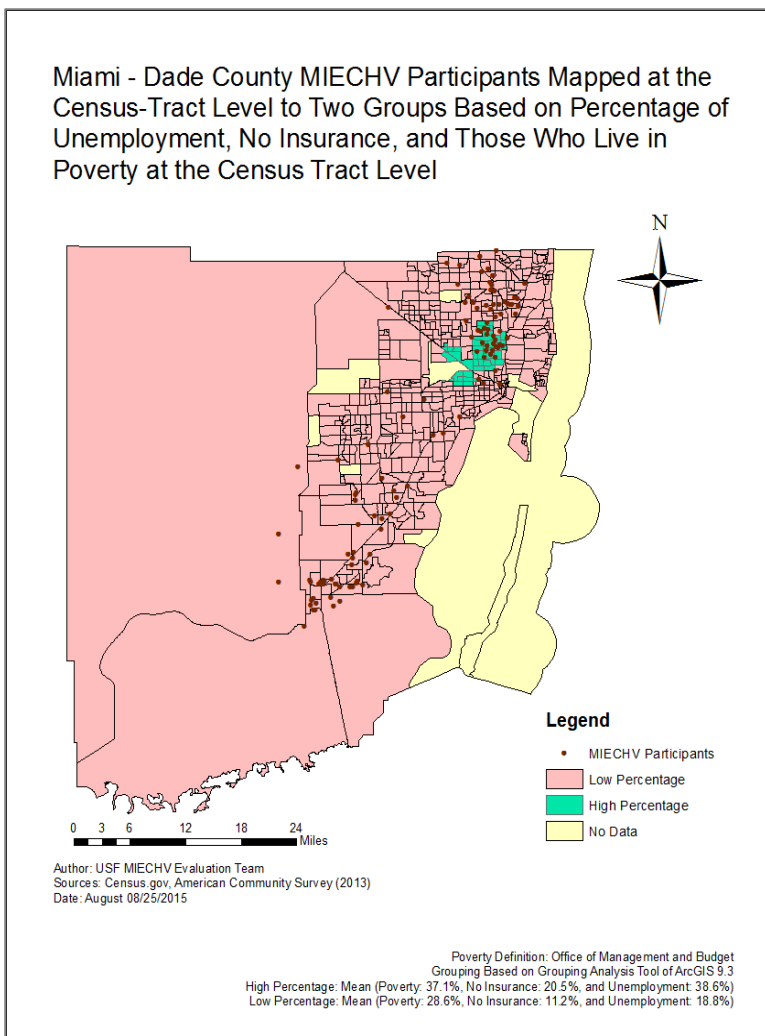 Miami - Dade County MIECHV Participants Mapped at the
Census-Tract Level to Two Groups Based on Percentage of
Unemployment, No Insurance, and Those Who Live in
Poverty at the Census Tract Level
N
Legend
MIECHV Participants
Low Percentage
High Percentage
No Data
0 3 6 12 18 24
Miles
Author: USF MIECHV Evaluation Team
Sources: Census.gov, American Community Survey (2013)
Date: August 08/25/2015
Poverty Definition: Office of Management and Budget
Grouping Based on Grouping Analysis Tool of ArcGIS 9.3
High Percentage: Mean (Poverty: 37.1%, No Insurance: 20.5%, and Unemployment: 38.6%)
Low Percentage: Mean (Poverty: 28.6%, No Insurance: 11.2%, and Unemployment: 18.8%)